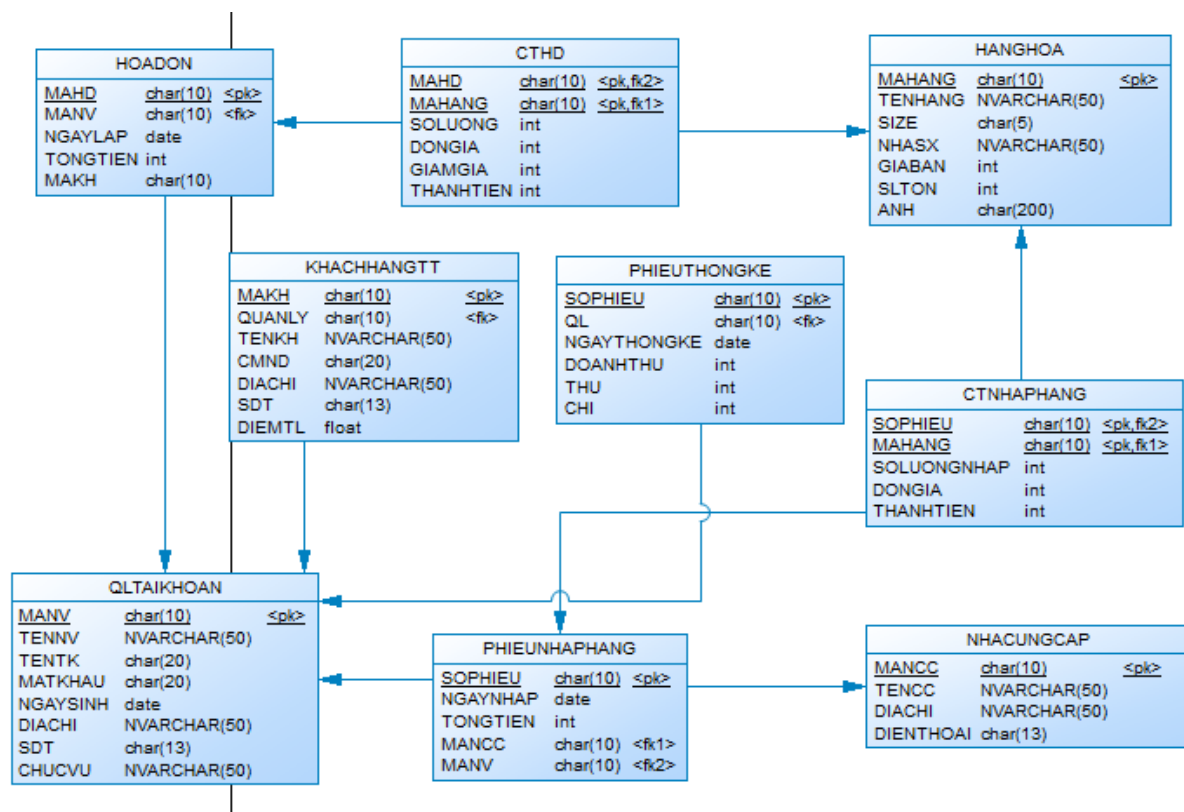 HOADON
MAHD char(10) <pk>
MANV char(10) <fk>
NGAYLAP date
TONGTIEN int
MAKH char(10)
CTHD
MAHD char(10) <pk,fk2>
MAHANG char(10) <pk,fk1>
SOLUONG int
DONGIA int
GIAMGIA int
THANHTIEN int
HANGHOA
MAHANG char(10) <pk>
TENHANG NVARCHAR(50)
SIZE char(5)
NHASX NVARCHAR(50)
GIABAN int
SLTON int
ANH char(200)
KHACHHANGTT
MAKH char(10) <pk>
QUANLY char(10) <fk>
TENKH NVARCHAR(50)
CMND char(20)
DIACHI NVARCHAR(50)
SDT char(13)
DIEMTL float
PHIEUTHONGKE
SOPHIEU char(10) <pk>
QL char(10) <fk>
NGAYTHONGKE date
DOANHTHU int
THU int
CHI int
CTNHAPHANG
SOPHIEU char(10) <pk,fk2>
MAHANG char(10) <pk,fk1>
SOLUONGNHAP int
DONGIA int
THANHTIEN int
QLTAIKHOAN
MANV char(10) <pk>
TENNV NVARCHAR(50)
TENTK char(20)
MATKHAU char(20)
NGAYSINH date
DIACHI NVARCHAR(50)
SDT char(13)
CHUCVU NVARCHAR(50)
PHIEUNHAPHANG
SOPHIEU char(10) <pk>
NGAYNHAP date
TONGTIEN int
MANCC char(10) <fk1>
MANV char(10) <fk2>
NHACUNGCAP
MANCC char(10) <pk>
TENCC NVARCHAR(50)
DIACHI NVARCHAR(50)
DIENTHOAI char(13)